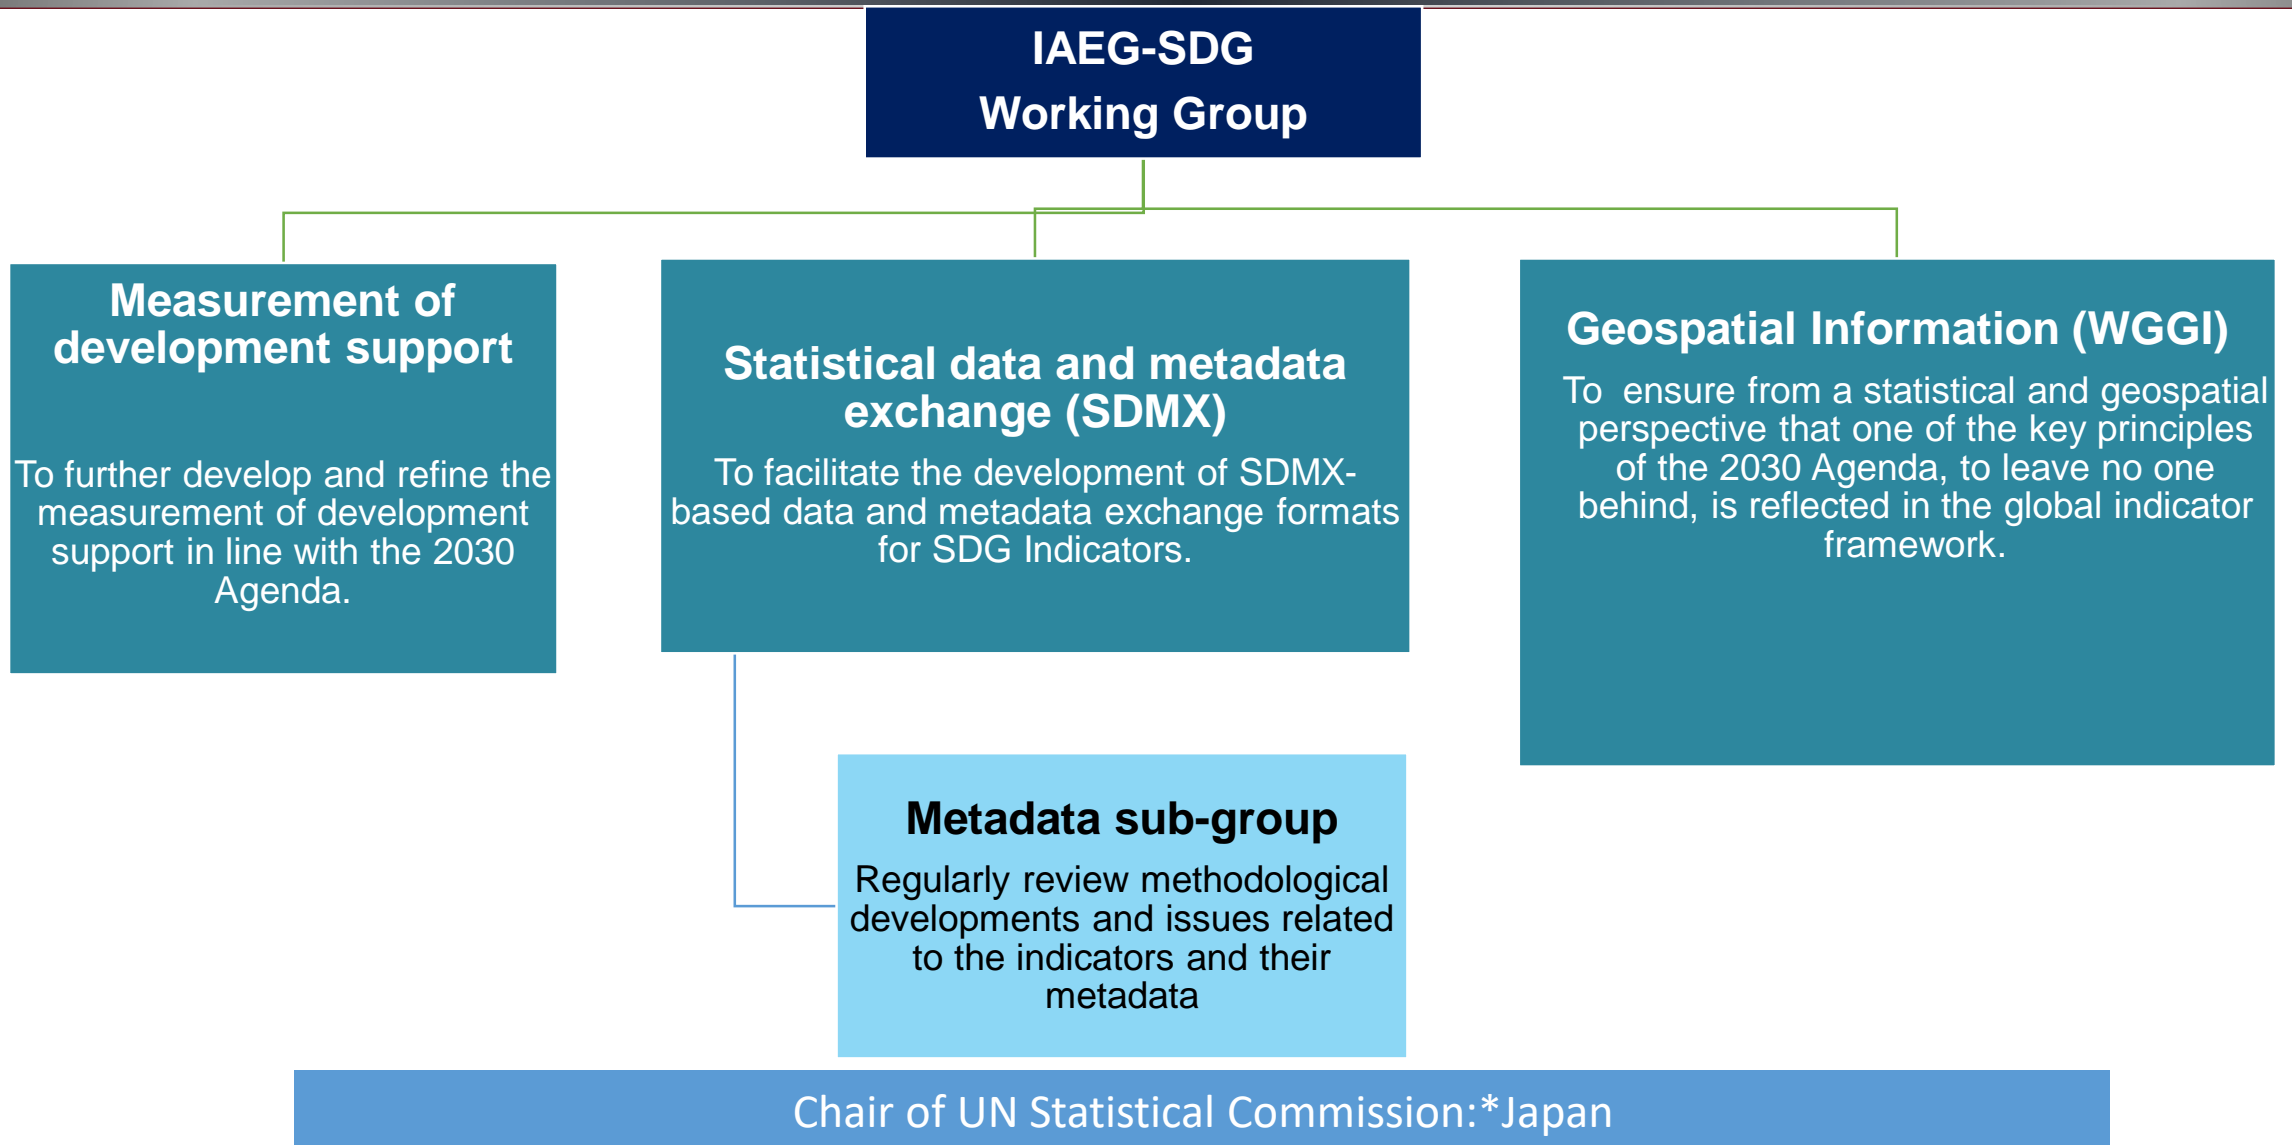 IAEG-SDG
Working Group
Measurement of
development support
To further develop and refine the
measurement of development
support in line with the 2030
Agenda.
Statistical data and metadata
exchange (SDMX)
To facilitate the development of SDMX-
based data and metadata exchange formats
for SDG Indicators.
Geospatial Information (WGGI)
To ensure from a statistical and geospatial
perspective that one of the key principles
of the 2030 Agenda, to leave no one
behind, is reflected in the global indicator
framework.
Metadata sub-group
Regularly review methodological
developments and issues related
to the indicators and their
metadata
Chair of UN Statistical Commission:*Japan